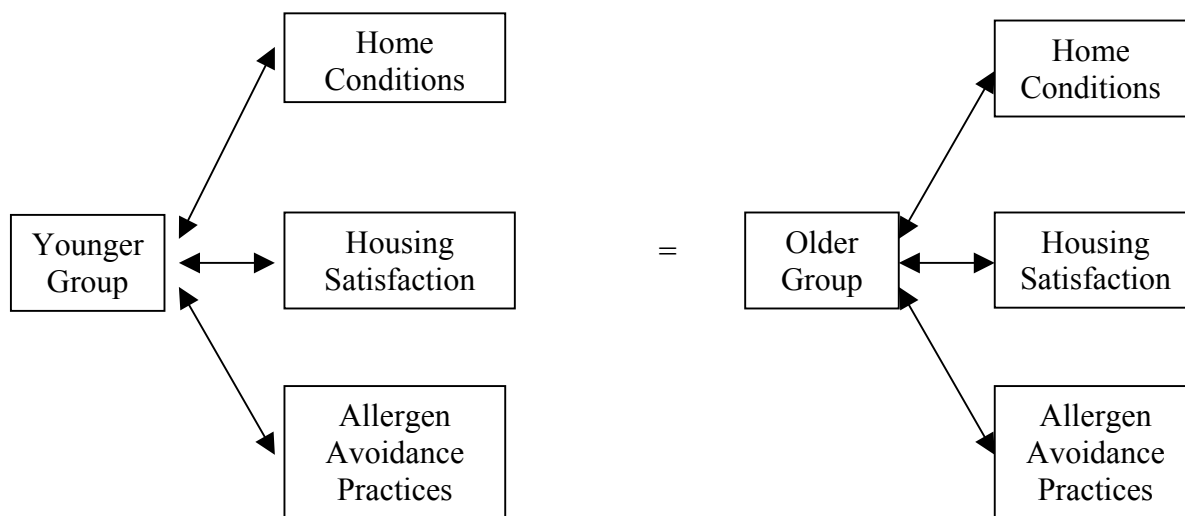 Home
Conditions
Younger
Group
Housing
Satisfaction
Allergen
Avoidance
Practices
=
Home
Conditions
Older
Group
Housing
Satisfaction
Allergen
Avoidance
Practices